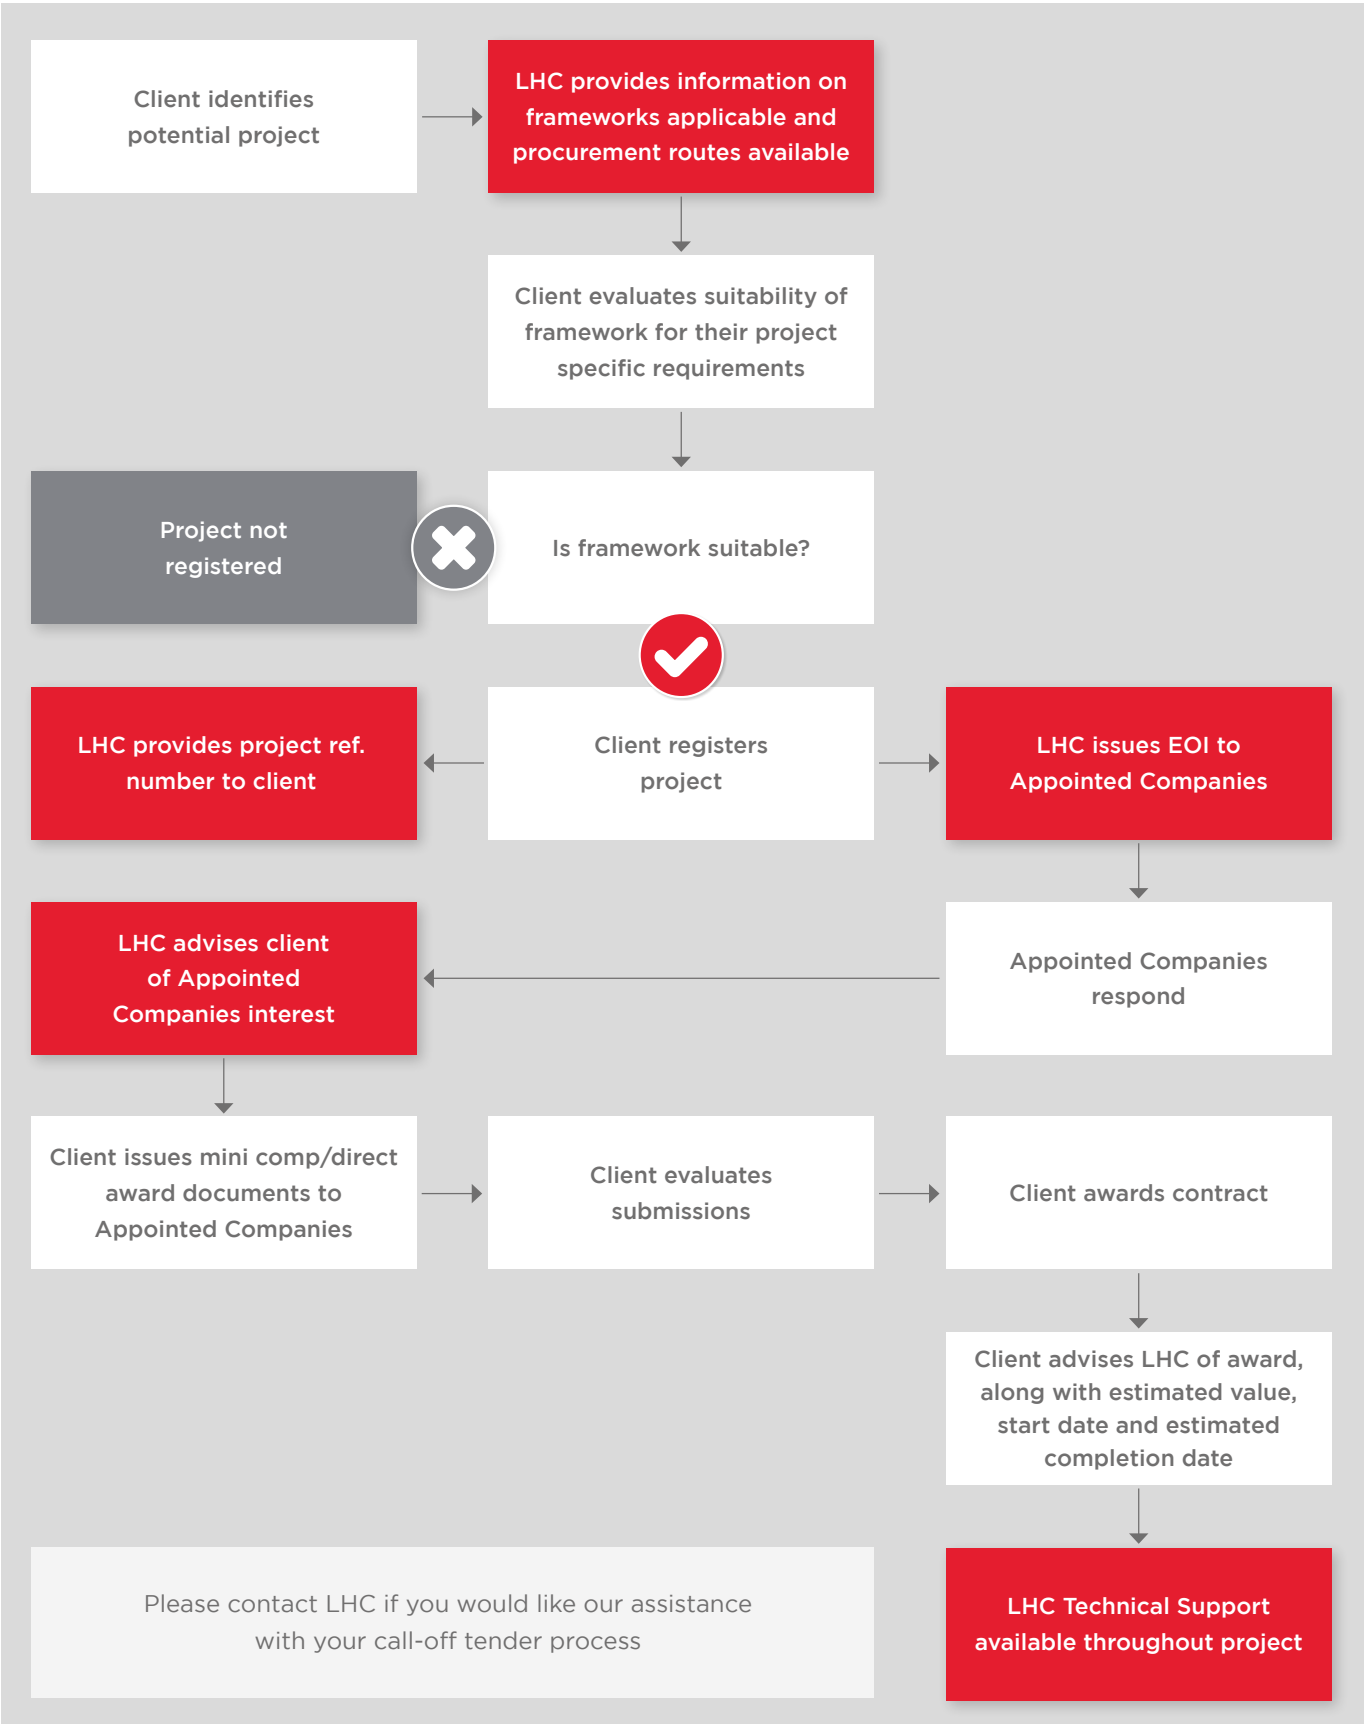 Client identifies
potential project
LHC provides information on
frameworks applicable and
procurement routes available
Client evaluates suitability of
framework for their project
specific requirements
Project not
registered
Is framework suitable?
LHC provides project ref.
number to client
Client registers
project
LHC issues EOI to
Appointed Companies
LHC advises client
of Appointed
Companies interest
Appointed Companies
respond
Client issues mini comp/direct
award documents to
Appointed Companies
Client evaluates
submissions
Client awards contract
Client advises LHC of award,
along with estimated value,
start date and estimated
completion date
Please contact LHC if you would like our assistance
with your call-off tender process
LHC Technical Support
available throughout project